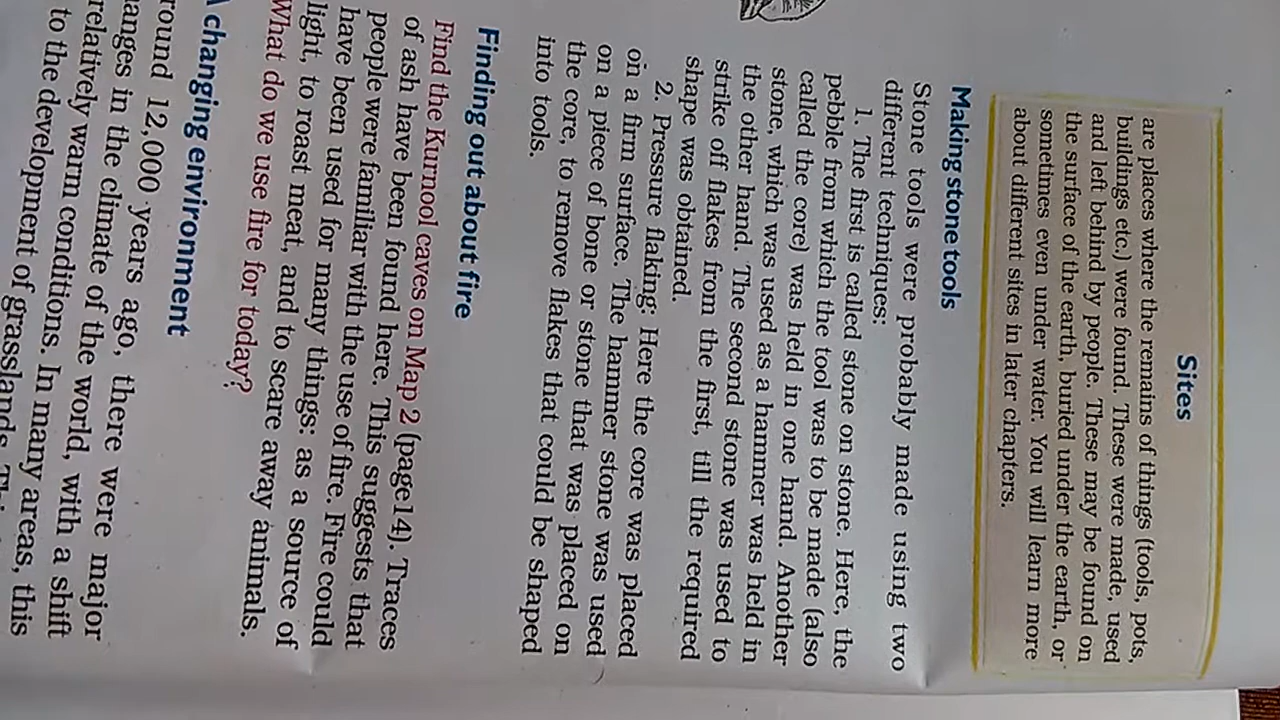 Sites
are places where the remains of things (tools, pots,
buildings etc.) were found. These were made, used
and left behind by people. These may be found on
the surface of the earth, buried under the earth, or
sometimes even under water. You will learn more
about different sites in later chapters.
Making stone tools
Stone tools were probably made using two
different techniques:
1. The first is called stone on stone. Here, the
pebble from which the tool was to be made (also
called the core) was held in one hand. Another
stone, which was used as a hammer was held in
the other hand. The second stone was used to
strike off flakes from the first, till the required
shape was obtained.
2. Pressure flaking: Here the core was placed
on a firm surface. The hammer stone was used
on a piece of bone or stone that was placed on
the core, to remove flakes that could be shaped
into tools.
Finding out about fire
Find the Kurnool caves on Map 2 (page14). Traces
of ash have been found here. This suggests that
people were familiar with the use of fire. Fire could
have been used for many things: as a source of
light, to roast meat, and to scare away animals.
What do we use fire for today?
changing environment
round 12,000 years ago, there were major
anges in the climate of the world, with a shift
relatively warm conditions. In many areas, this
to the development of grasslands.